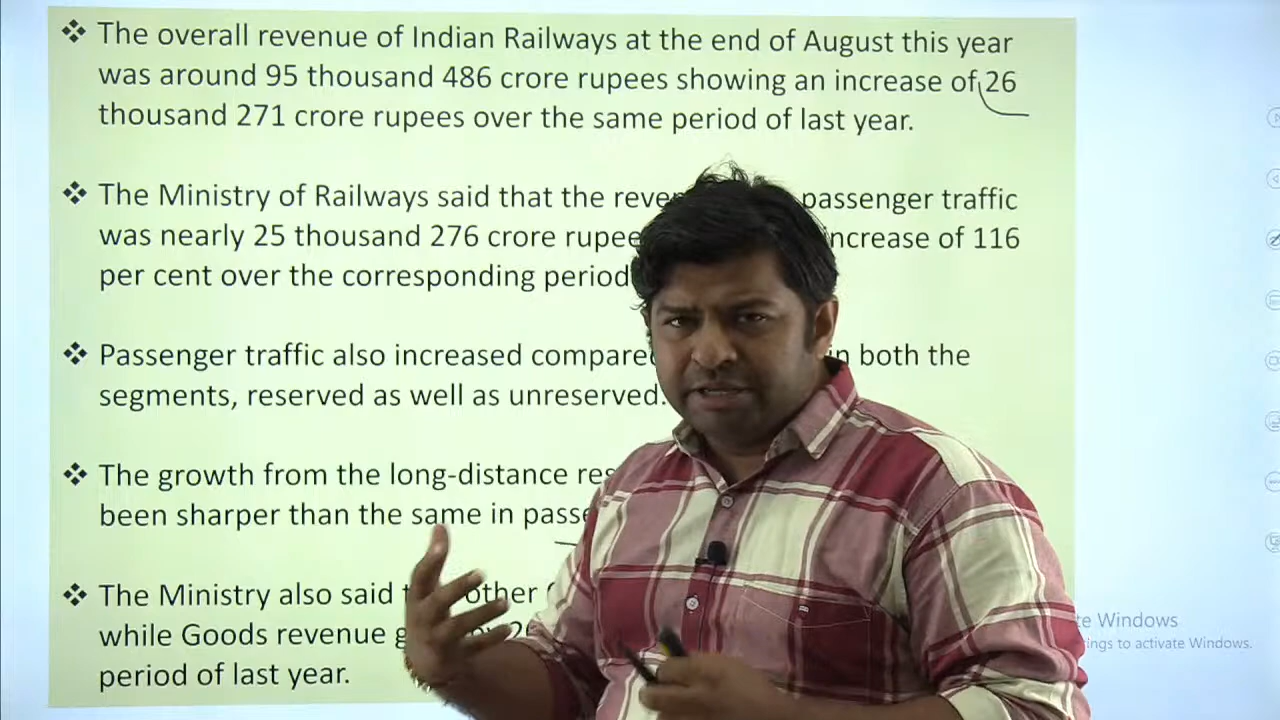 ❖ The overall revenue of Indian Railways at the end of August this year
was around 95 thousand 486 crore rupees showing an increase of 26
thousand 271 crore rupees over the same period of last year.
❖ The Ministry of Railways said that the passenger traffic
was nearly 25 thousand 276 crore increase of 116
per cent over the corresponding period
❖ Passenger traffic also increased in both the
segments, reserved as well as unreserved.
❖ The growth from the long-distance
been sharper than the same in
❖ The Ministry also said other
while Goods revenue
period of last year.
te Windows
ings to activate Windows.